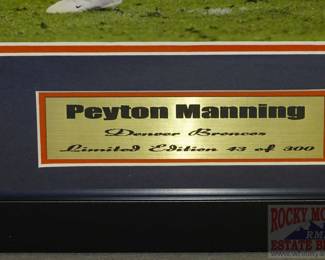 Peyton Manning
Denver Broncos
Limited Edition 43 of 300
ROCKY MO
RM
ESTATE B